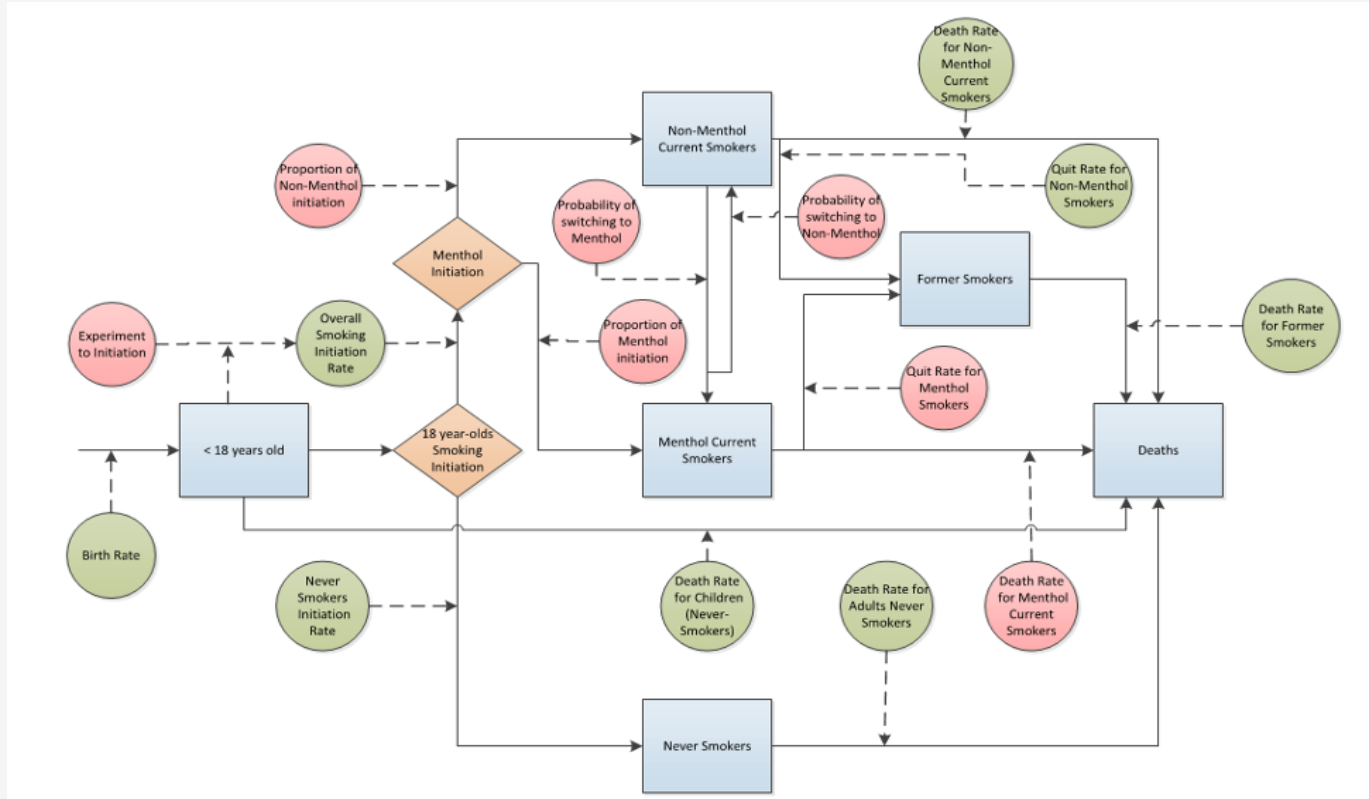 Death Rate
for Non-
Menthol
Current
Smokers
Non-Menthol
Current Smokers
Proportion of
Non-Menthol
initiation
Quit Rate for
Non-Menthol
Smokers
Probability of
switching to
Menthol
Probability of
switching to
Non-Menthol
Menthol
Initiation
Former Smokers
Experiment
to Initiation
Overall
Smoking
Initiation
Rate
Proportion of
Menthol
initiation
Death Rate
for Former
Smokers
Quit Rate for
Menthol
Smokers
< 18 years old
18 year-olds
Smoking
Initiation
Menthol Current
Smokers
Deaths
Birth Rate
Never
Smokers
Initiation
Rate
Death Rate
for Children
(Never-
Smokers)
Death Rate for
Adults Never
Smokers
Death Rate
for Menthol
Current
Smokers
Never Smokers